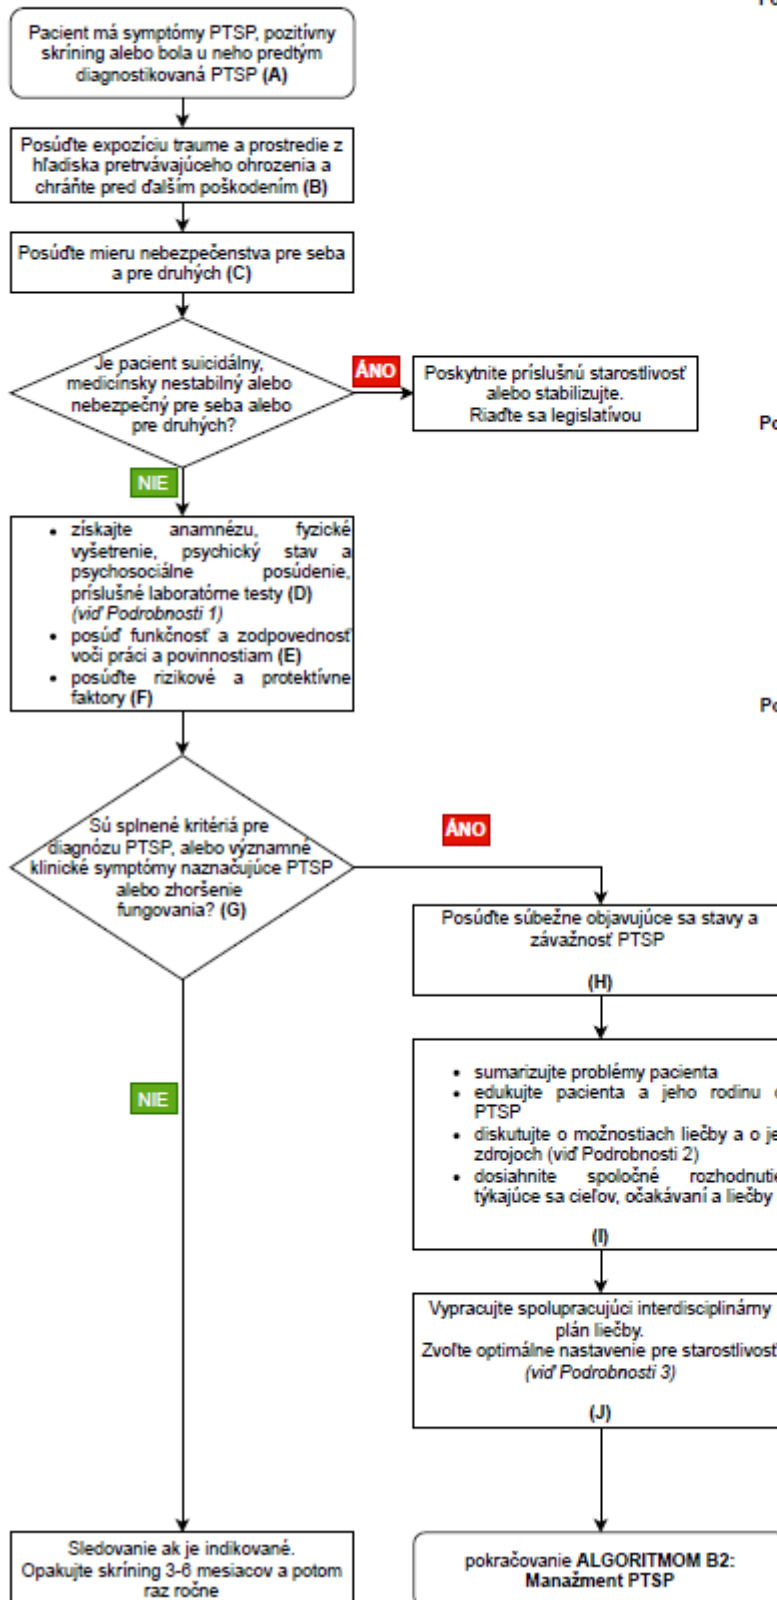 Pacient má symptómy PTSP, pozitívny
skríning alebo bola u neho predtým
diagnostikovaná PTSP (A)
Posúďte expozíciu traume a prostredie z
hľadiska pretrvávajúceho ohrozenia a
chráňte pred ďalším poškodením (B)
Posúďte mieru nebezpečenstva pre seba
a pre druhých (C)
Je pacient suicidálny,
medicínsky nestabilný alebo
nebezpečný pre seba alebo
pre druhých?
ÁNO
Poskytnite príslušnú starostlivosť
alebo stabilizujte.
Riaďte sa legislatívou
NIE
• získajte anamnézu, fyzické
vyšetrenie, psychický stav a
psychosociálne posúdenie,
príslušné laboratórne testy (D)
(viď Podrobnosti 1)
• posúď funkčnosť a zodpovednosť
voči práci a povinnostiam (E)
• posúďte rizikové a protektívne
faktory (F)
Sú splnené kritériá pre
diagnózu PTSP, alebo významné
klinické symptómy naznačujúce PTSP
alebo zhoršenie
fungovania? (G)
ÁNO
Posúďte súbežne objavujúce sa stavy a
závažnosť PTSP
(H)
• sumarizujte problémy pacienta
• edukujte pacienta a jeho rodinu o
PTSP
• diskutujte o možnostiach liečby a o je
zdrojoch (viď Podrobnosti 2)
• dosiahnite spoločné rozhodnutie
týkajúce sa cieľov, očakávaní a liečby
(I)
NIE
Vypracujte spolupracujúci interdisciplinárny
plán liečby.
Zvoľte optimálne nastavenie pre starostlivosť
(viď Podrobnosti 3)
(J)
Sledovanie ak je indikované.
Opakujte skríning 3-6 mesiacov a potom
raz ročne
pokračovanie ALGORITMOM B2:
Manažment PTSP